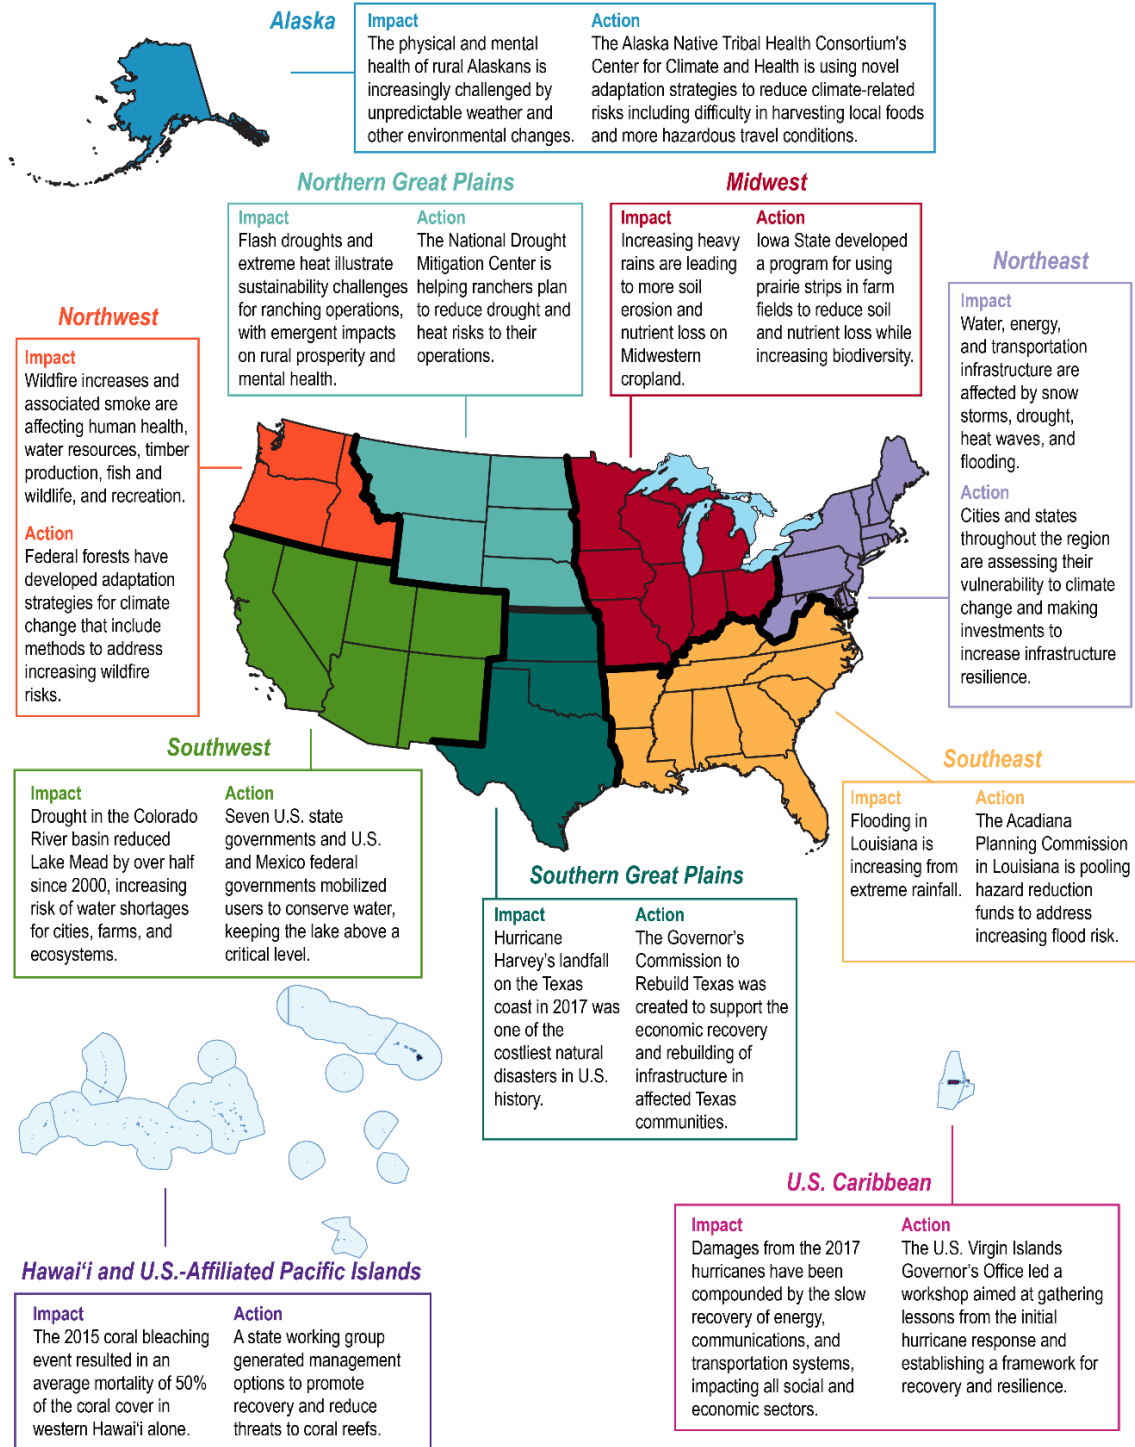 Alaska
Impact
The physical and mental
health of rural Alaskans is
increasingly challenged by
unpredictable weather and
other environmental changes.
Action
The Alaska Native Tribal Health Consortium's
Center for Climate and Health is using novel
adaptation strategies to reduce climate-related
risks including difficulty in harvesting local foods
and more hazardous travel conditions.
Northern Great Plains
Impact
Flash droughts and
extreme heat illustrate
sustainability challenges
for ranching operations,
with emergent impacts
on rural prosperity and
mental health.
Action
The National Drought
Mitigation Center is
helping ranchers plan
to reduce drought and
heat risks to their
operations.
Midwest
Impact
Increasing heavy
rains are leading
to more soil
erosion and
nutrient loss on
Midwestern
cropland.
Action
Iowa State developed
a program for using
prairie strips in farm
fields to reduce soil
and nutrient loss while
increasing biodiversity.
Northeast
Impact
Water, energy,
and transportation
infrastructure are
affected by snow
storms, drought,
heat waves, and
flooding.
Action
Cities and states
throughout the region
are assessing their
vulnerability to climate
change and making
investments to
increase infrastructure
resilience.
Northwest
Impact
Wildfire increases and
associated smoke are
affecting human health,
water resources, timber
production, fish and
wildlife, and recreation.
Action
Federal forests have
developed adaptation
strategies for climate
change that include
methods to address
increasing wildfire
risks.
Southwest
Impact
Drought in the Colorado
River basin reduced
Lake Mead by over half
since 2000, increasing
risk of water shortages
for cities, farms, and
ecosystems.
Action
Seven U.S. state
governments and U.S.
and Mexico federal
governments mobilized
users to conserve water,
keeping the lake above a
critical level.
Southeast
Impact
Flooding in
Louisiana is
increasing from
extreme rainfall.
Action
The Acadiana
Planning Commission
in Louisiana is pooling
hazard reduction
funds to address
increasing flood risk.
Southern Great Plains
Impact
Hurricane
Harvey's landfall
on the Texas
coast in 2017 was
one of the
costliest natural
disasters in U.S.
history.
Action
The Governor's
Commission to
Rebuild Texas was
created to support the
economic recovery
and rebuilding of
infrastructure in
affected Texas
communities.
U.S. Caribbean
Impact
Damages from the 2017
hurricanes have been
compounded by the slow
recovery of energy,
communications, and
transportation systems,
impacting all social and
economic sectors.
Action
The U.S. Virgin Islands
Governor's Office led a
workshop aimed at gathering
lessons from the initial
hurricane response and
establishing a framework for
recovery and resilience.
Hawaiʻi and U.S.-Affiliated Pacific Islands
Impact
The 2015 coral bleaching
event resulted in an
average mortality of 50%
of the coral cover in
western Hawaiʻi alone.
Action
A state working group
generated management
options to promote
recovery and reduce
threats to coral reefs.